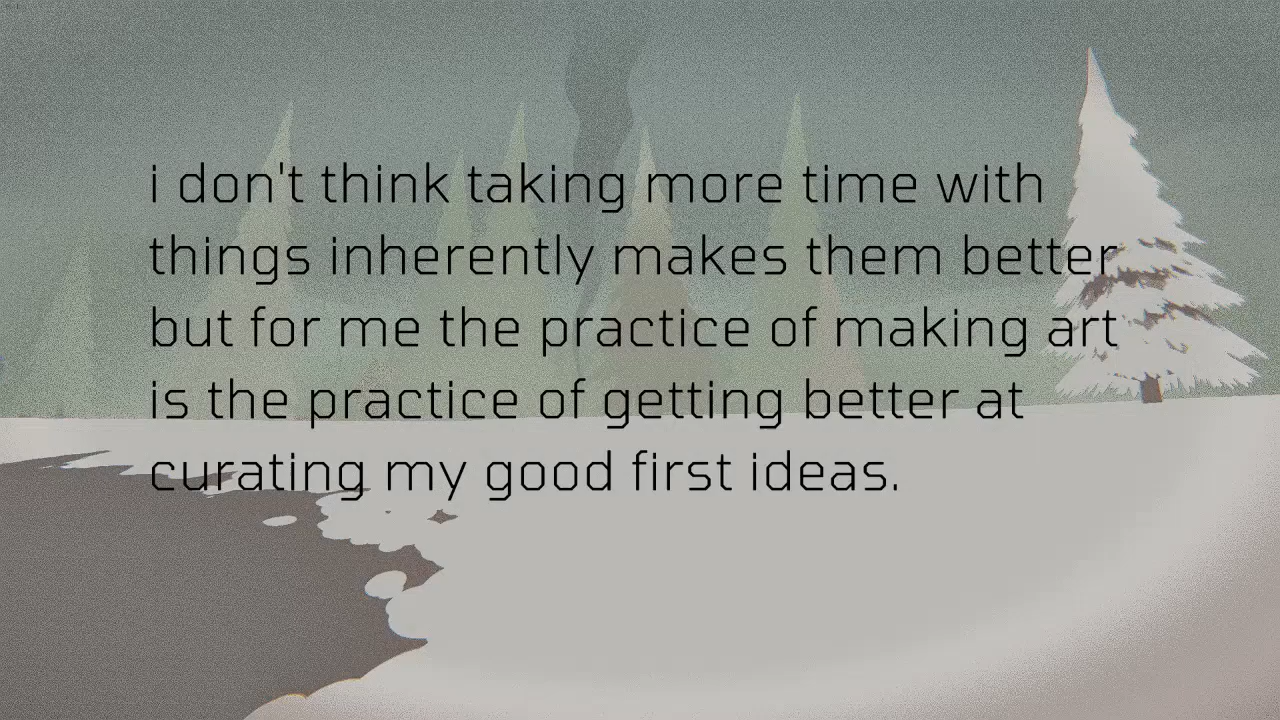 i don't think taking more time with
things inherently makes them better
but for me the practice of making art
is the practice of getting better at
curating my good first ideas.